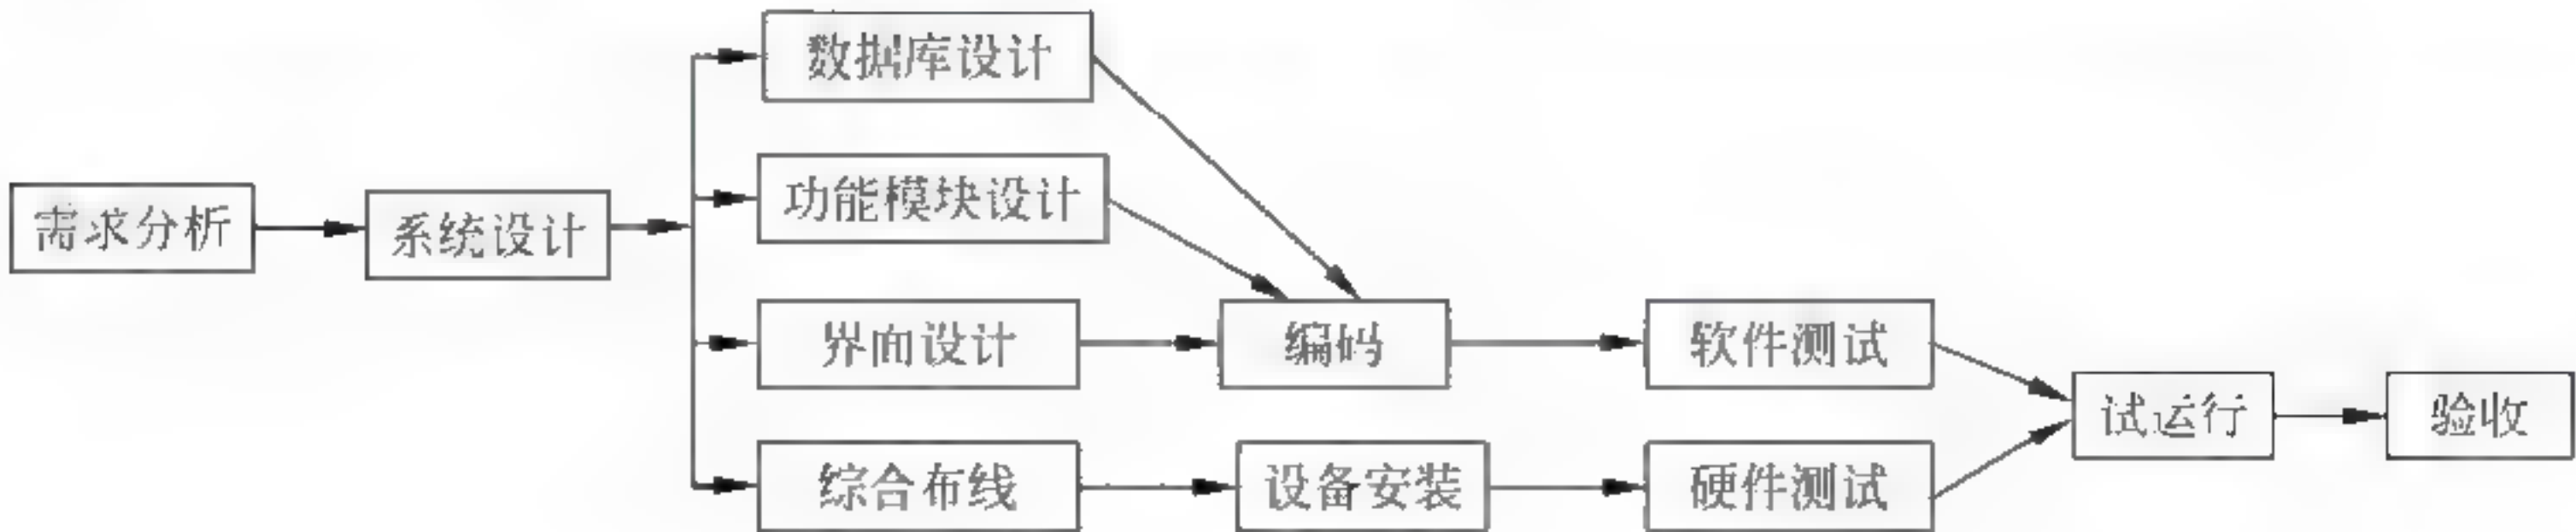 数据库设计
功能模块设计
需求分析
系统设计
界面设计
编码
软件测试
试运行
验收
综合布线
设备安装
硬件测试